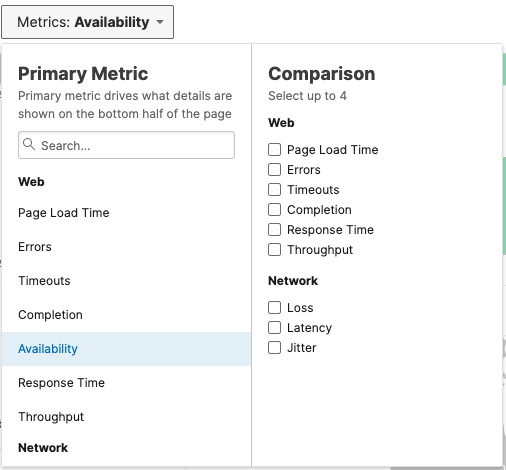 Metrics: Availability
Primary Metric
Primary metric drives what details are
shown on the bottom half of the page
Search...
Web
Page Load Time
Errors
Timeouts
Completion
Availability
Response Time
Throughput
Network
Comparison
Select up to 4
Web
Page Load Time
Errors
Timeouts
Completion
Response Time
Throughput
Network
Loss
Latency
Jitter